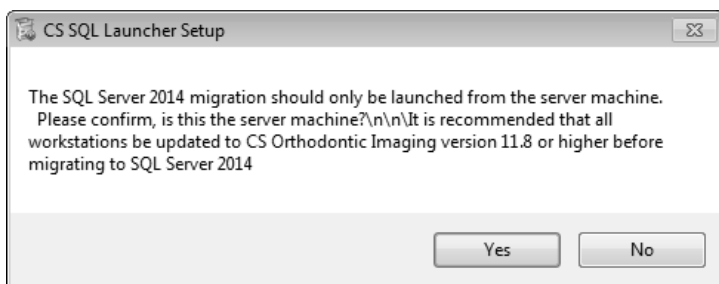 CS SQL Launcher Setup
The SQL Server 2014 migration should only be launched from the server machine.
Please confirm, is this the server machine?\n\n\It is recommended that all
workstations be updated to CS Orthodontic Imaging version 11.8 or higher before
migrating to SQL Server 2014
Yes
No